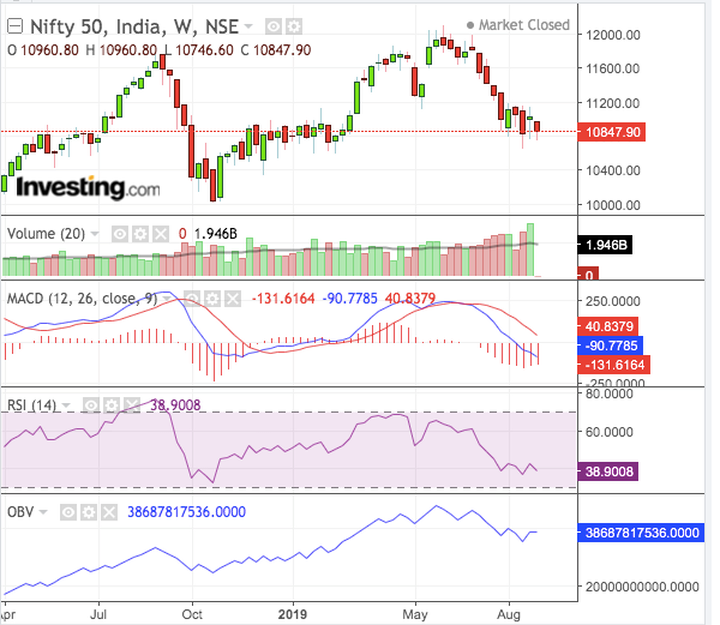 Nifty 50, India, W, NSE
Market Closed
O 10960.80 H 10960.80 L 10746.60 C 10847.90
12000.00
11600.00
11200.00
10847.90
10400.00
10000.00
Investing.com
Volume (20) 0 1.946B
1.946B
0
MACD (12, 26, close, 9) -131.6164 -90.7785 40.8379
250.0000
40.8379
-90.7785
-131.6164
-250.0000
80.0000
RSI (14) 38.9008
60.0000
38.9008
OBV 38687817536.0000
38687817536.0000
20000000000.0000
Apr Jul Oct 2019 May Aug